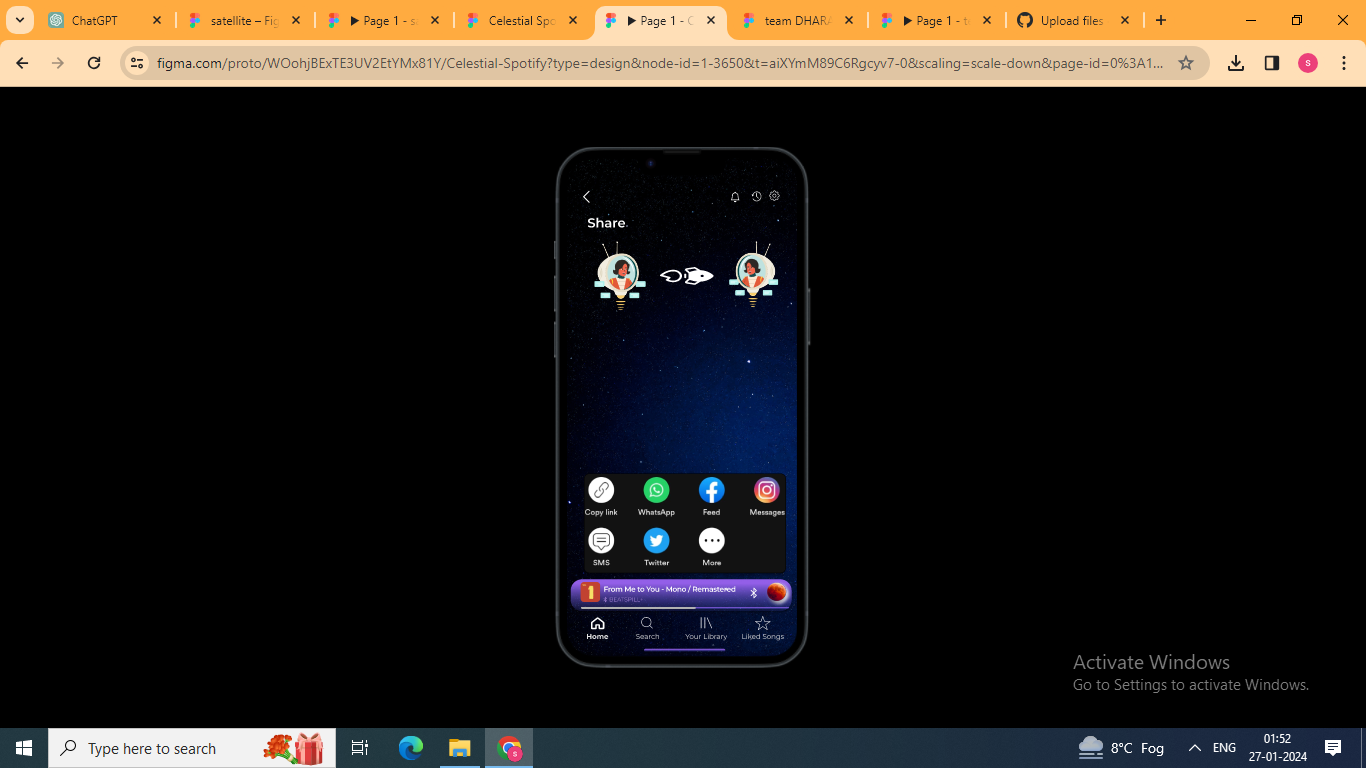 ChatGPT
satellite – Fig
Page 1 - s
Celestial Spo
Page 1 - C
team DHARA
Page 1 - t
Upload files
figma.com/proto/WOohjBExTE3UV2EtYMx81Y/Celestial-Spotify?type=design&node-id=1-3650&t=aiXYmM89C6Rgcyv7-0&scaling=scale-down&page-id=0%3A1...
S
Share
Copy link
WhatsApp
Feed
Messages
SMS
Twitter
More
1
From Me to You - Mono / Remastered
BEATSPILL+
Home
Search
Your Library
Liked Songs
Activate Windows
Go to Settings to activate Windows.
Type here to search
S
8°C Fog
ENG
01:52
27-01-2024